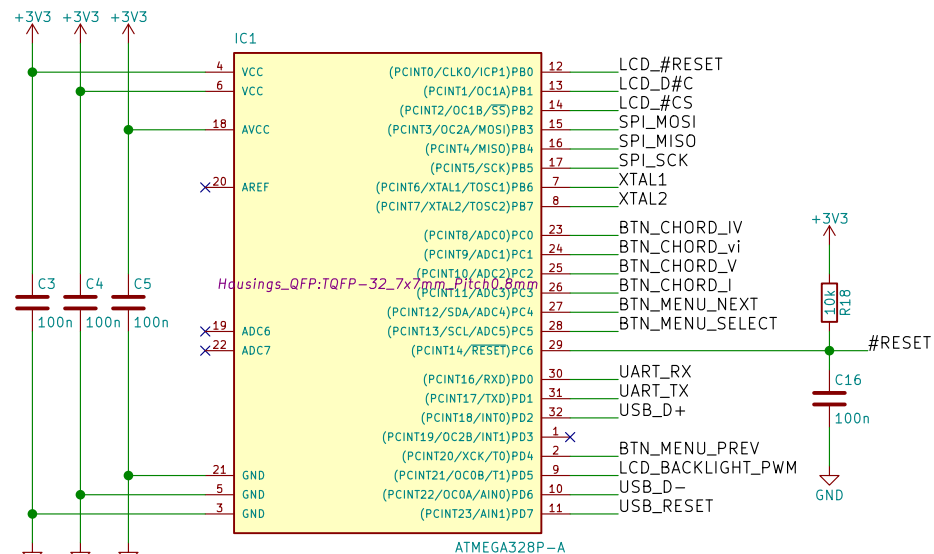 +3V3 +3V3 +3V3
IC1
4 VCC (PCINT0/CLKO/ICP1)PB0 12 LCD_#RESET
6 VCC (PCINT1/OC1A)PB1 13 LCD_D#C
(PCINT2/OC1B/SS)PB2 14 LCD_#CS
18 AVCC (PCINT3/OC2A/MOSI)PB3 15 SPI_MOSI
(PCINT4/MISO)PB4 16 SPI_MISO
(PCINT5/SCK)PB5 17 SPI_SCK
20 AREF (PCINT6/XTAL1/TOSC1)PB6 7 XTAL1
(PCINT7/XTAL2/TOSC2)PB7 8 XTAL2
+3V3
(PCINT8/ADC0)PC0 23 BTN_CHORD_IV
(PCINT9/ADC1)PC1 24 BTN_CHORD_vi
(PCINT10/ADC2)PC2 25 BTN_CHORD_V
C3 C4 C5 Housings_QFP:TQFP-32_7x7mm_Pitch0.8mm
(PCINT11/ADC3)PC3 26 BTN_CHORD_I
10k R18
(PCINT12/SDA/ADC4)PC4 27 BTN_MENU_NEXT
100n 100n 100n
19 ADC6 (PCINT13/SCL/ADC5)PC5 28 BTN_MENU_SELECT
22 ADC7 (PCINT14/RESET)PC6 29 #RESET
(PCINT16/RXD)PD0 30 UART_RX
C16
(PCINT17/TXD)PD1 31 UART_TX
(PCINT18/INT0)PD2 32 USB_D+
100n
(PCINT19/OC2B/INT1)PD3 1
(PCINT20/XCK/T0)PD4 2 BTN_MENU_PREV
21 GND (PCINT21/OC0B/T1)PD5 9 LCD_BACKLIGHT_PWM
5 GND (PCINT22/OC0A/AIN0)PD6 10 USB_D-
GND
3 GND (PCINT23/AIN1)PD7 11 USB_RESET
ATMEGA328P-A